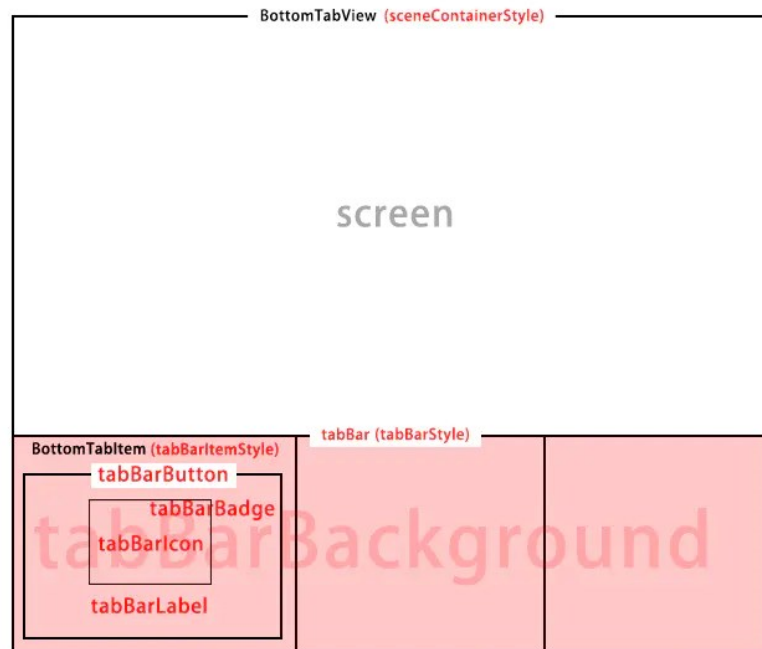 BottomTabView (sceneContainerStyle)
screen
tabBar (tabBarStyle)
BottomTabItem (tabBarItemStyle)
tabBarButton
tabBarBadge
tabBarBackground
tabBarIcon
tabBarLabel